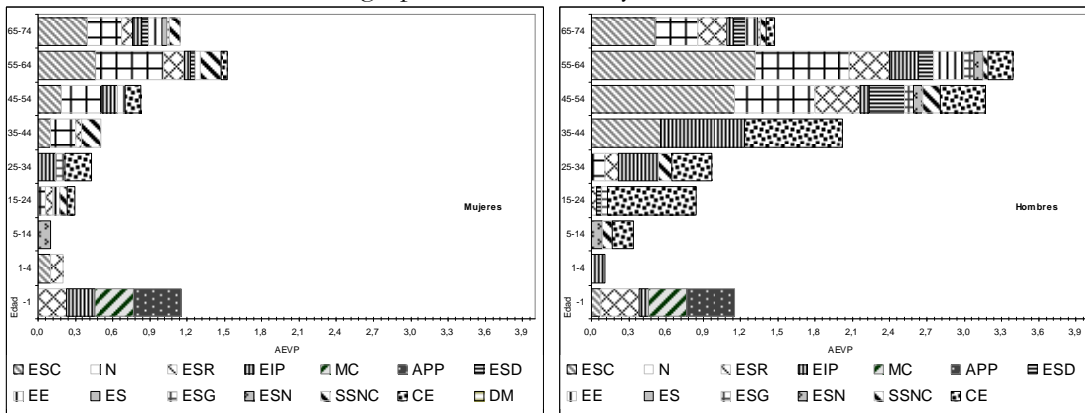 65-74
55-64
45-54
35-44
25-34
15-24
5-14
1-4
-1
Edad
Mujeres
0,0 0,3 0,6 0,9 1,2 1,5 1,8 2,1 2,4 2,7 3,0 3,3 3,6 3,9
AEVP
ESC N ESR EIP MC APP ESD
EE ES ESG ESN SSNC CE DM
65-74
55-64
45-54
35-44
25-34
15-24
5-14
1-4
-1
Edad
Hombres
0,0 0,3 0,6 0,9 1,2 1,5 1,8 2,1 2,4 2,7 3,0 3,3 3,6 3,9
AEVP
ESC N ESR EIP MC APP ESD
EE ES ESG ESN SSNC CE